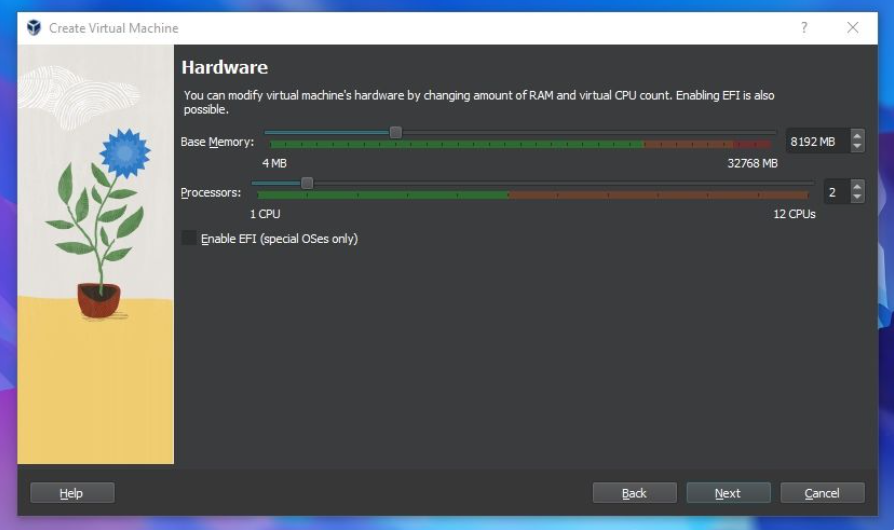 Create Virtual Machine
?
Hardware
You can modify virtual machine's hardware by changing amount of RAM and virtual CPU count. Enabling EFI is also
possible.
Base Memory:
8192 MB
4 MB
32768 MB
Processors:
2
1 CPU
12 CPUs
Enable EFI (special OSes only)
Help
Back
Next
Cancel